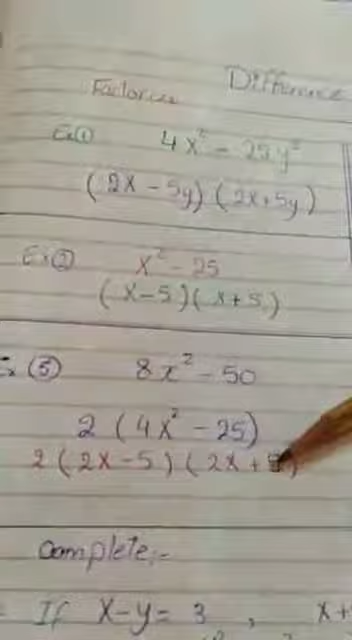 Difference
Factorize
Ex① 4x² - 25y²
(2x - 5y) (2x + 5y)
Ex② x² - 25
(x - 5) (x + 5)
Ex ③ 8x² - 50
2 (4x² - 25)
2 (2x - 5) (2x + 5)
Complete:-
If x - y = 3 , x +